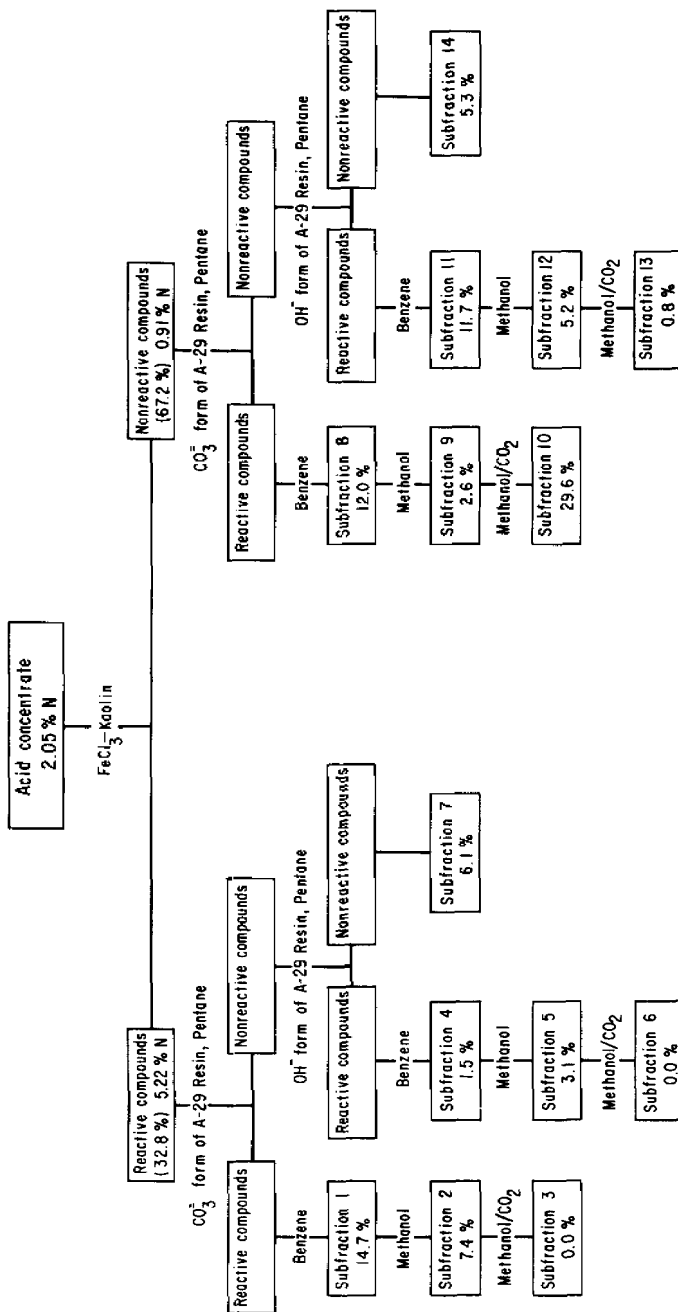 Acid concentrate
2.05 % N
FeCl3–Kaolin
Reactive compounds
(32.8 %) 5.22 % N
CO3= form of A-29 Resin, Pentane
Reactive compounds
Benzene
Subfraction 1
14.7 %
Methanol
Subfraction 2
7.4 %
Methanol/CO2
Subfraction 3
0.0 %
Nonreactive compounds
OH− form of A-29 Resin, Pentane
Reactive compounds
Benzene
Subfraction 4
1.5 %
Methanol
Subfraction 5
3.1 %
Methanol/CO2
Subfraction 6
0.0 %
Nonreactive compounds
Subfraction 7
6.1 %
Nonreactive compounds
(67.2 %) 0.91 % N
CO3= form of A-29 Resin, Pentane
Reactive compounds
Benzene
Subfraction 8
12.0 %
Methanol
Subfraction 9
2.6 %
Methanol/CO2
Subfraction 10
29.6 %
Nonreactive compounds
OH− form of A-29 Resin, Pentane
Reactive compounds
Benzene
Subfraction 11
11.7 %
Methanol
Subfraction 12
5.2 %
Methanol/CO2
Subfraction 13
0.8 %
Nonreactive compounds
Subfraction 14
5.3 %